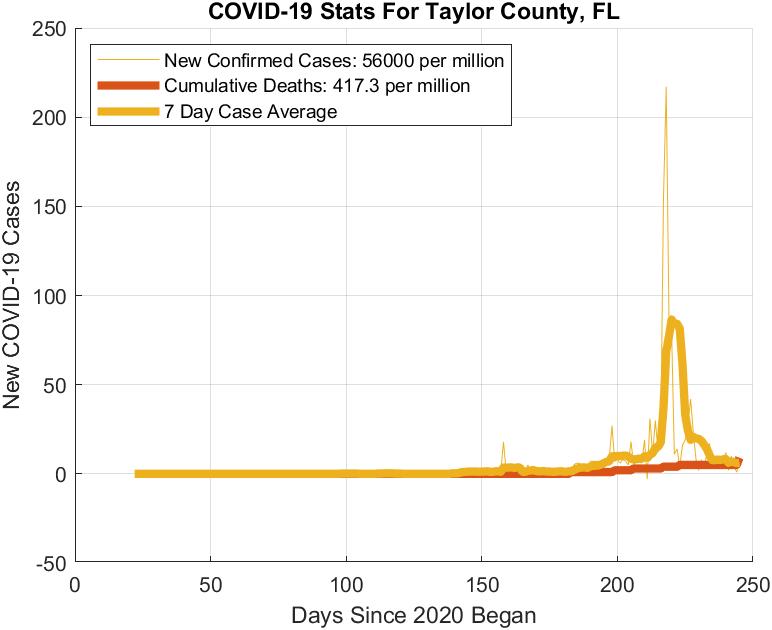 COVID-19 Stats For Taylor County, FL
250
New Confirmed Cases: 56000 per million
Cumulative Deaths: 417.3 per million
7 Day Case Average
200
150
100
50
0
-50
New COVID-19 Cases
0 50 100 150 200 250
Days Since 2020 Began